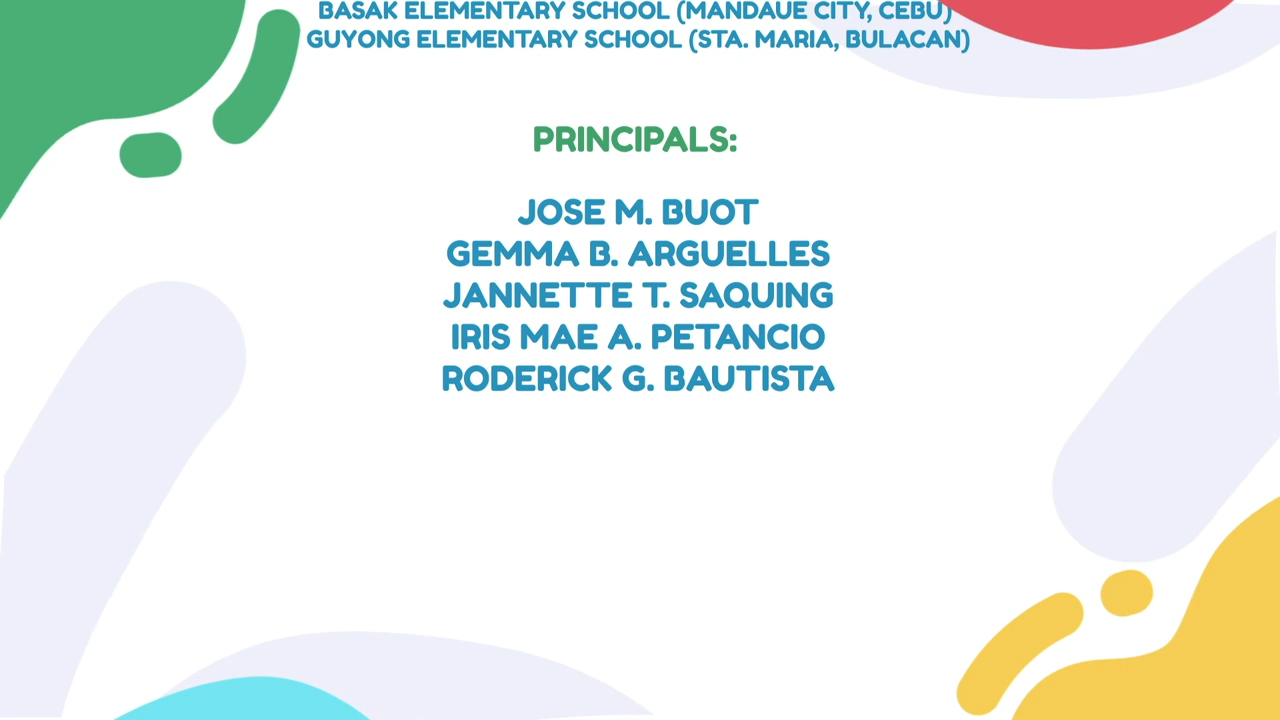 BASAK ELEMENTARY SCHOOL (MANDAUE CITY, CEBU)
GUYONG ELEMENTARY SCHOOL (STA. MARIA, BULACAN)
PRINCIPALS:
JOSE M. BUOT
GEMMA B. ARGUELLES
JANNETTE T. SAQUING
IRIS MAE A. PETANCIO
RODERICK G. BAUTISTA